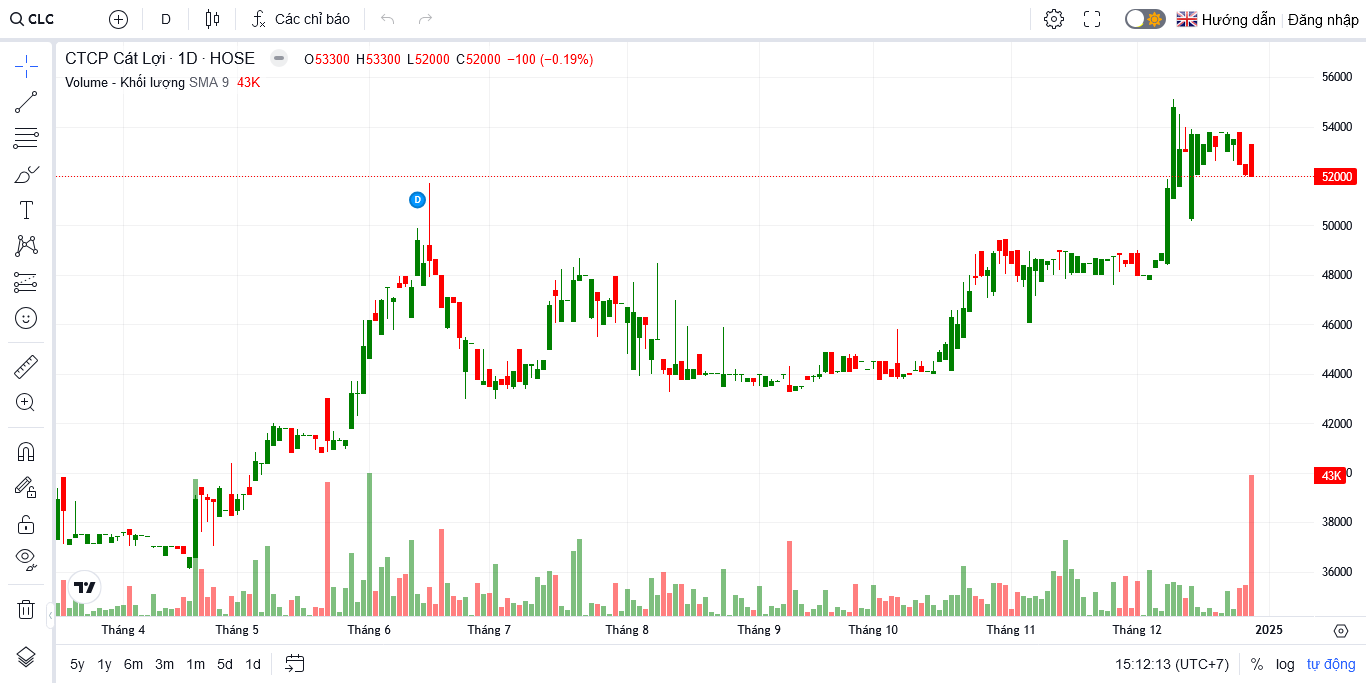 CLC D Các chỉ báo Hướng dẫn Đăng nhập
CTCP Cát Lợi · 1D · HOSE O53300 H53300 L52000 C52000 −100 (−0.19%)
Volume - Khối lượng SMA 9 43K
56000
54000
52000
50000
48000
46000
44000
42000
43K 0
38000
36000
D
Tháng 4 Tháng 5 Tháng 6 Tháng 7 Tháng 8 Tháng 9 Tháng 10 Tháng 11 Tháng 12 2025
5y 1y 6m 3m 1m 5d 1d 15:12:13 (UTC+7) % log tự động